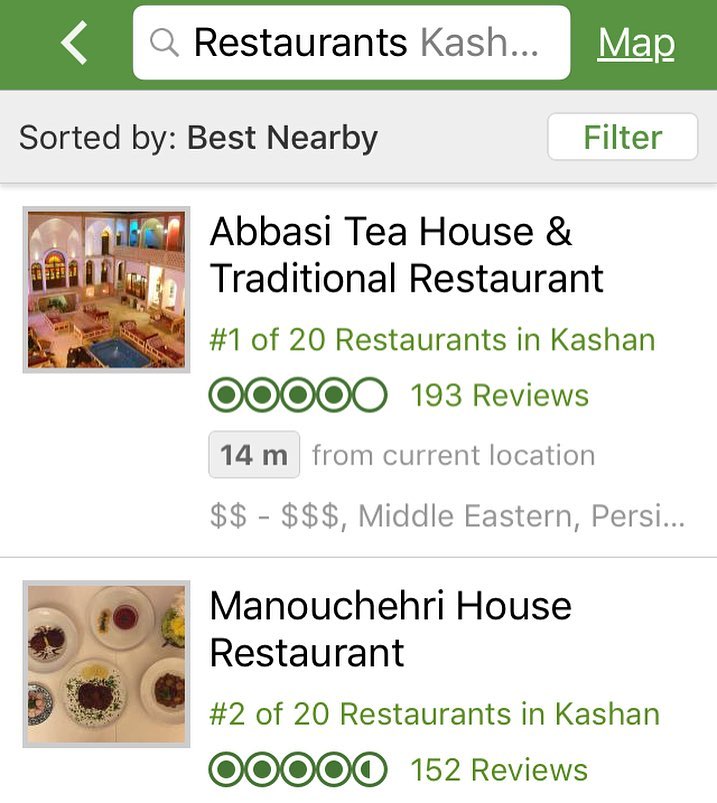 Restaurants Kash...
Map
Sorted by: Best Nearby
Filter
Abbasi Tea House &
Traditional Restaurant
#1 of 20 Restaurants in Kashan
193 Reviews
14 m from current location
$$ - $$$, Middle Eastern, Persi...
Manouchehri House
Restaurant
#2 of 20 Restaurants in Kashan
152 Reviews